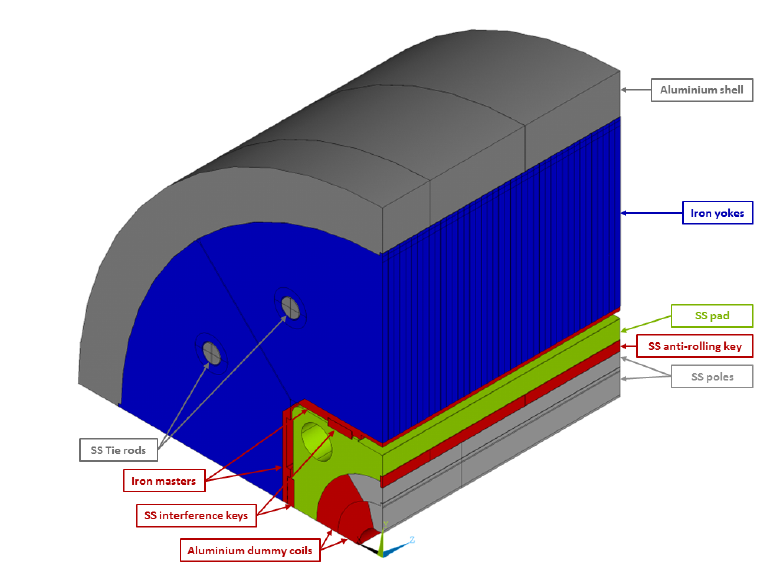 Aluminium shell
Iron yokes
SS pad
SS anti-rolling key
SS poles
SS Tie rods
Iron masters
SS interference keys
Aluminium dummy coils
Z